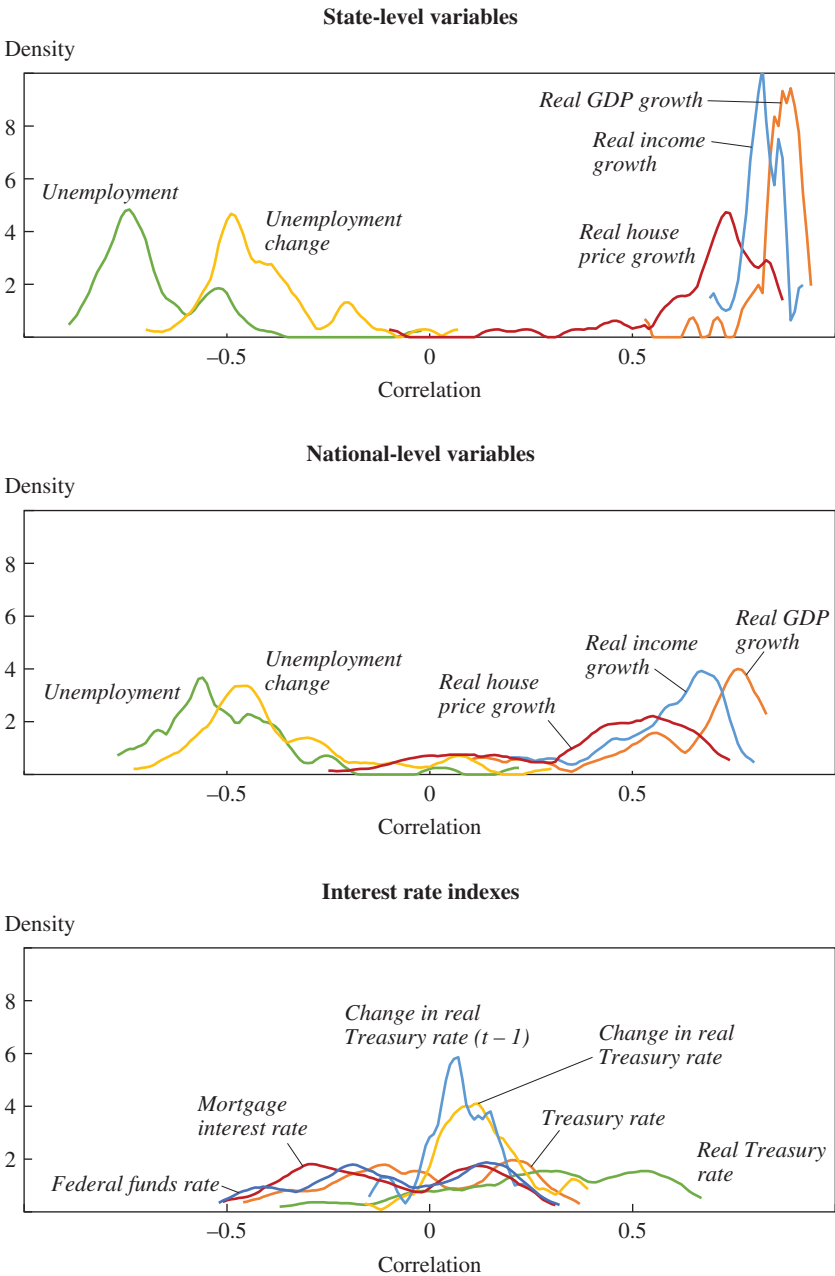 State-level variables
Density
8
6
4
2
Real GDP growth
Real income
growth
Unemployment
Unemployment
change
Real house
price growth
–0.5
0
0.5
Correlation
National-level variables
Density
8
6
4
2
Unemployment
Unemployment
change
Real house
price growth
Real income
growth
Real GDP
growth
–0.5
0
0.5
Correlation
Interest rate indexes
Density
8
6
4
2
Change in real
Treasury rate (t – 1)
Change in real
Treasury rate
Mortgage
interest rate
Treasury rate
Federal funds rate
Real Treasury
rate
–0.5
0
0.5
Correlation